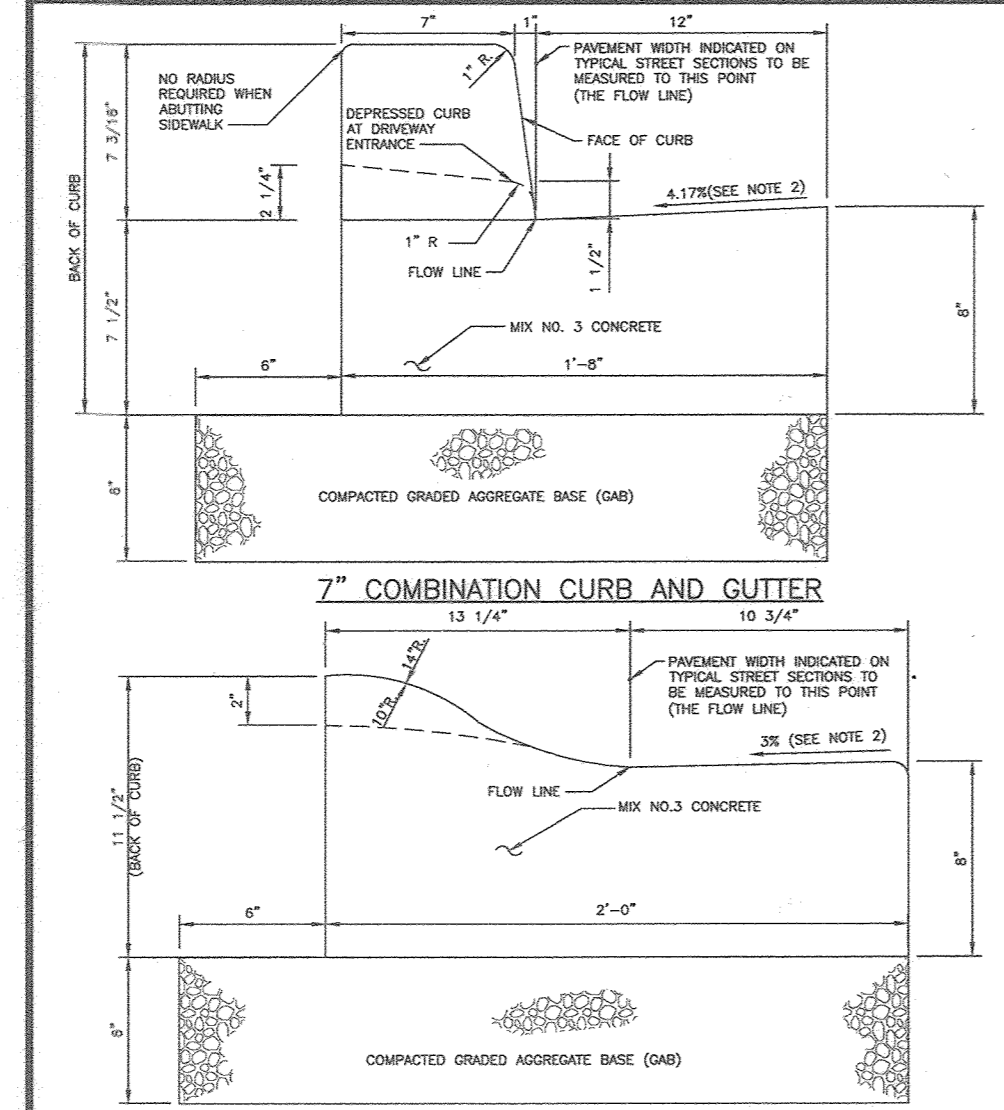 7"
1"
12"
NO RADIUS
REQUIRED WHEN
ABUTTING
SIDEWALK
1" R.
PAVEMENT WIDTH INDICATED ON
TYPICAL STREET SECTIONS TO BE
MEASURED TO THIS POINT
(THE FLOW LINE)
DEPRESSED CURB
AT DRIVEWAY
ENTRANCE
FACE OF CURB
7 3/16"
BACK OF CURB
2 1/4"
4.17%(SEE NOTE 2)
1" R
FLOW LINE
1 1/2"
7 1/2"
8"
MIX NO. 3 CONCRETE
6"
1'-8"
6"
COMPACTED GRADED AGGREGATE BASE (GAB)
7" COMBINATION CURB AND GUTTER
13 1/4"
10 3/4"
14"R.
10"R.
PAVEMENT WIDTH INDICATED ON
TYPICAL STREET SECTIONS TO
BE MEASURED TO THIS POINT
(THE FLOW LINE)
2"
3% (SEE NOTE 2)
FLOW LINE
MIX NO.3 CONCRETE
11 1/2"
(BACK OF CURB)
8"
6"
2'-0"
6"
COMPACTED GRADED AGGREGATE BASE (GAB)